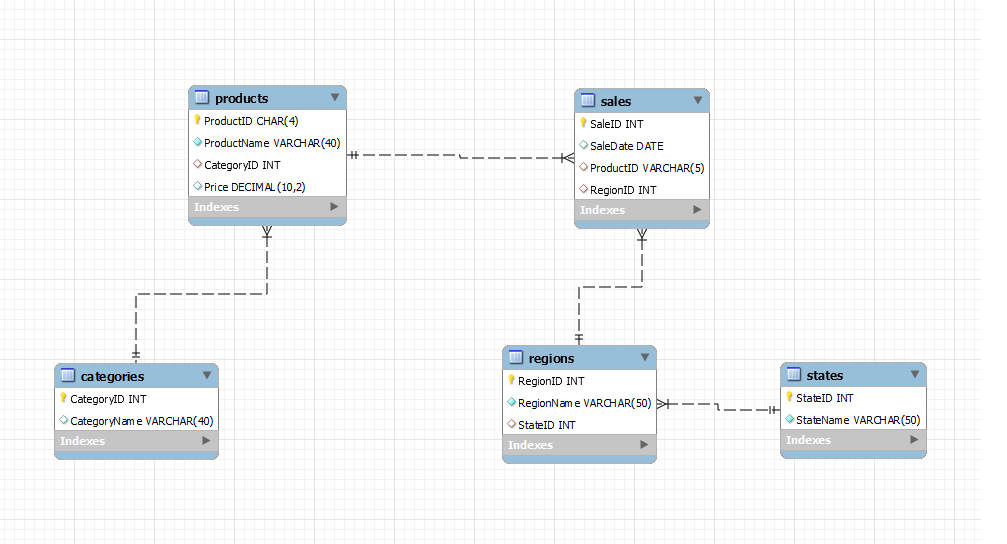 products
ProductID CHAR(4)
ProductName VARCHAR(40)
CategoryID INT
Price DECIMAL(10,2)
Indexes
sales
SaleID INT
SaleDate DATE
ProductID VARCHAR(5)
RegionID INT
Indexes
categories
CategoryID INT
CategoryName VARCHAR(40)
Indexes
regions
RegionID INT
RegionName VARCHAR(50)
StateID INT
Indexes
states
StateID INT
StateName VARCHAR(50)
Indexes